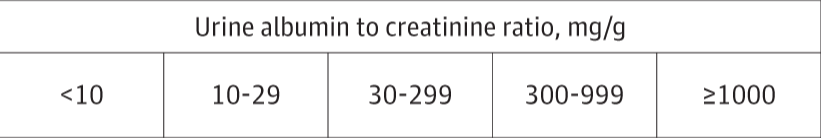 Urine albumin to creatinine ratio, mg/g
<10 10-29 30-299 300-999 ≥1000